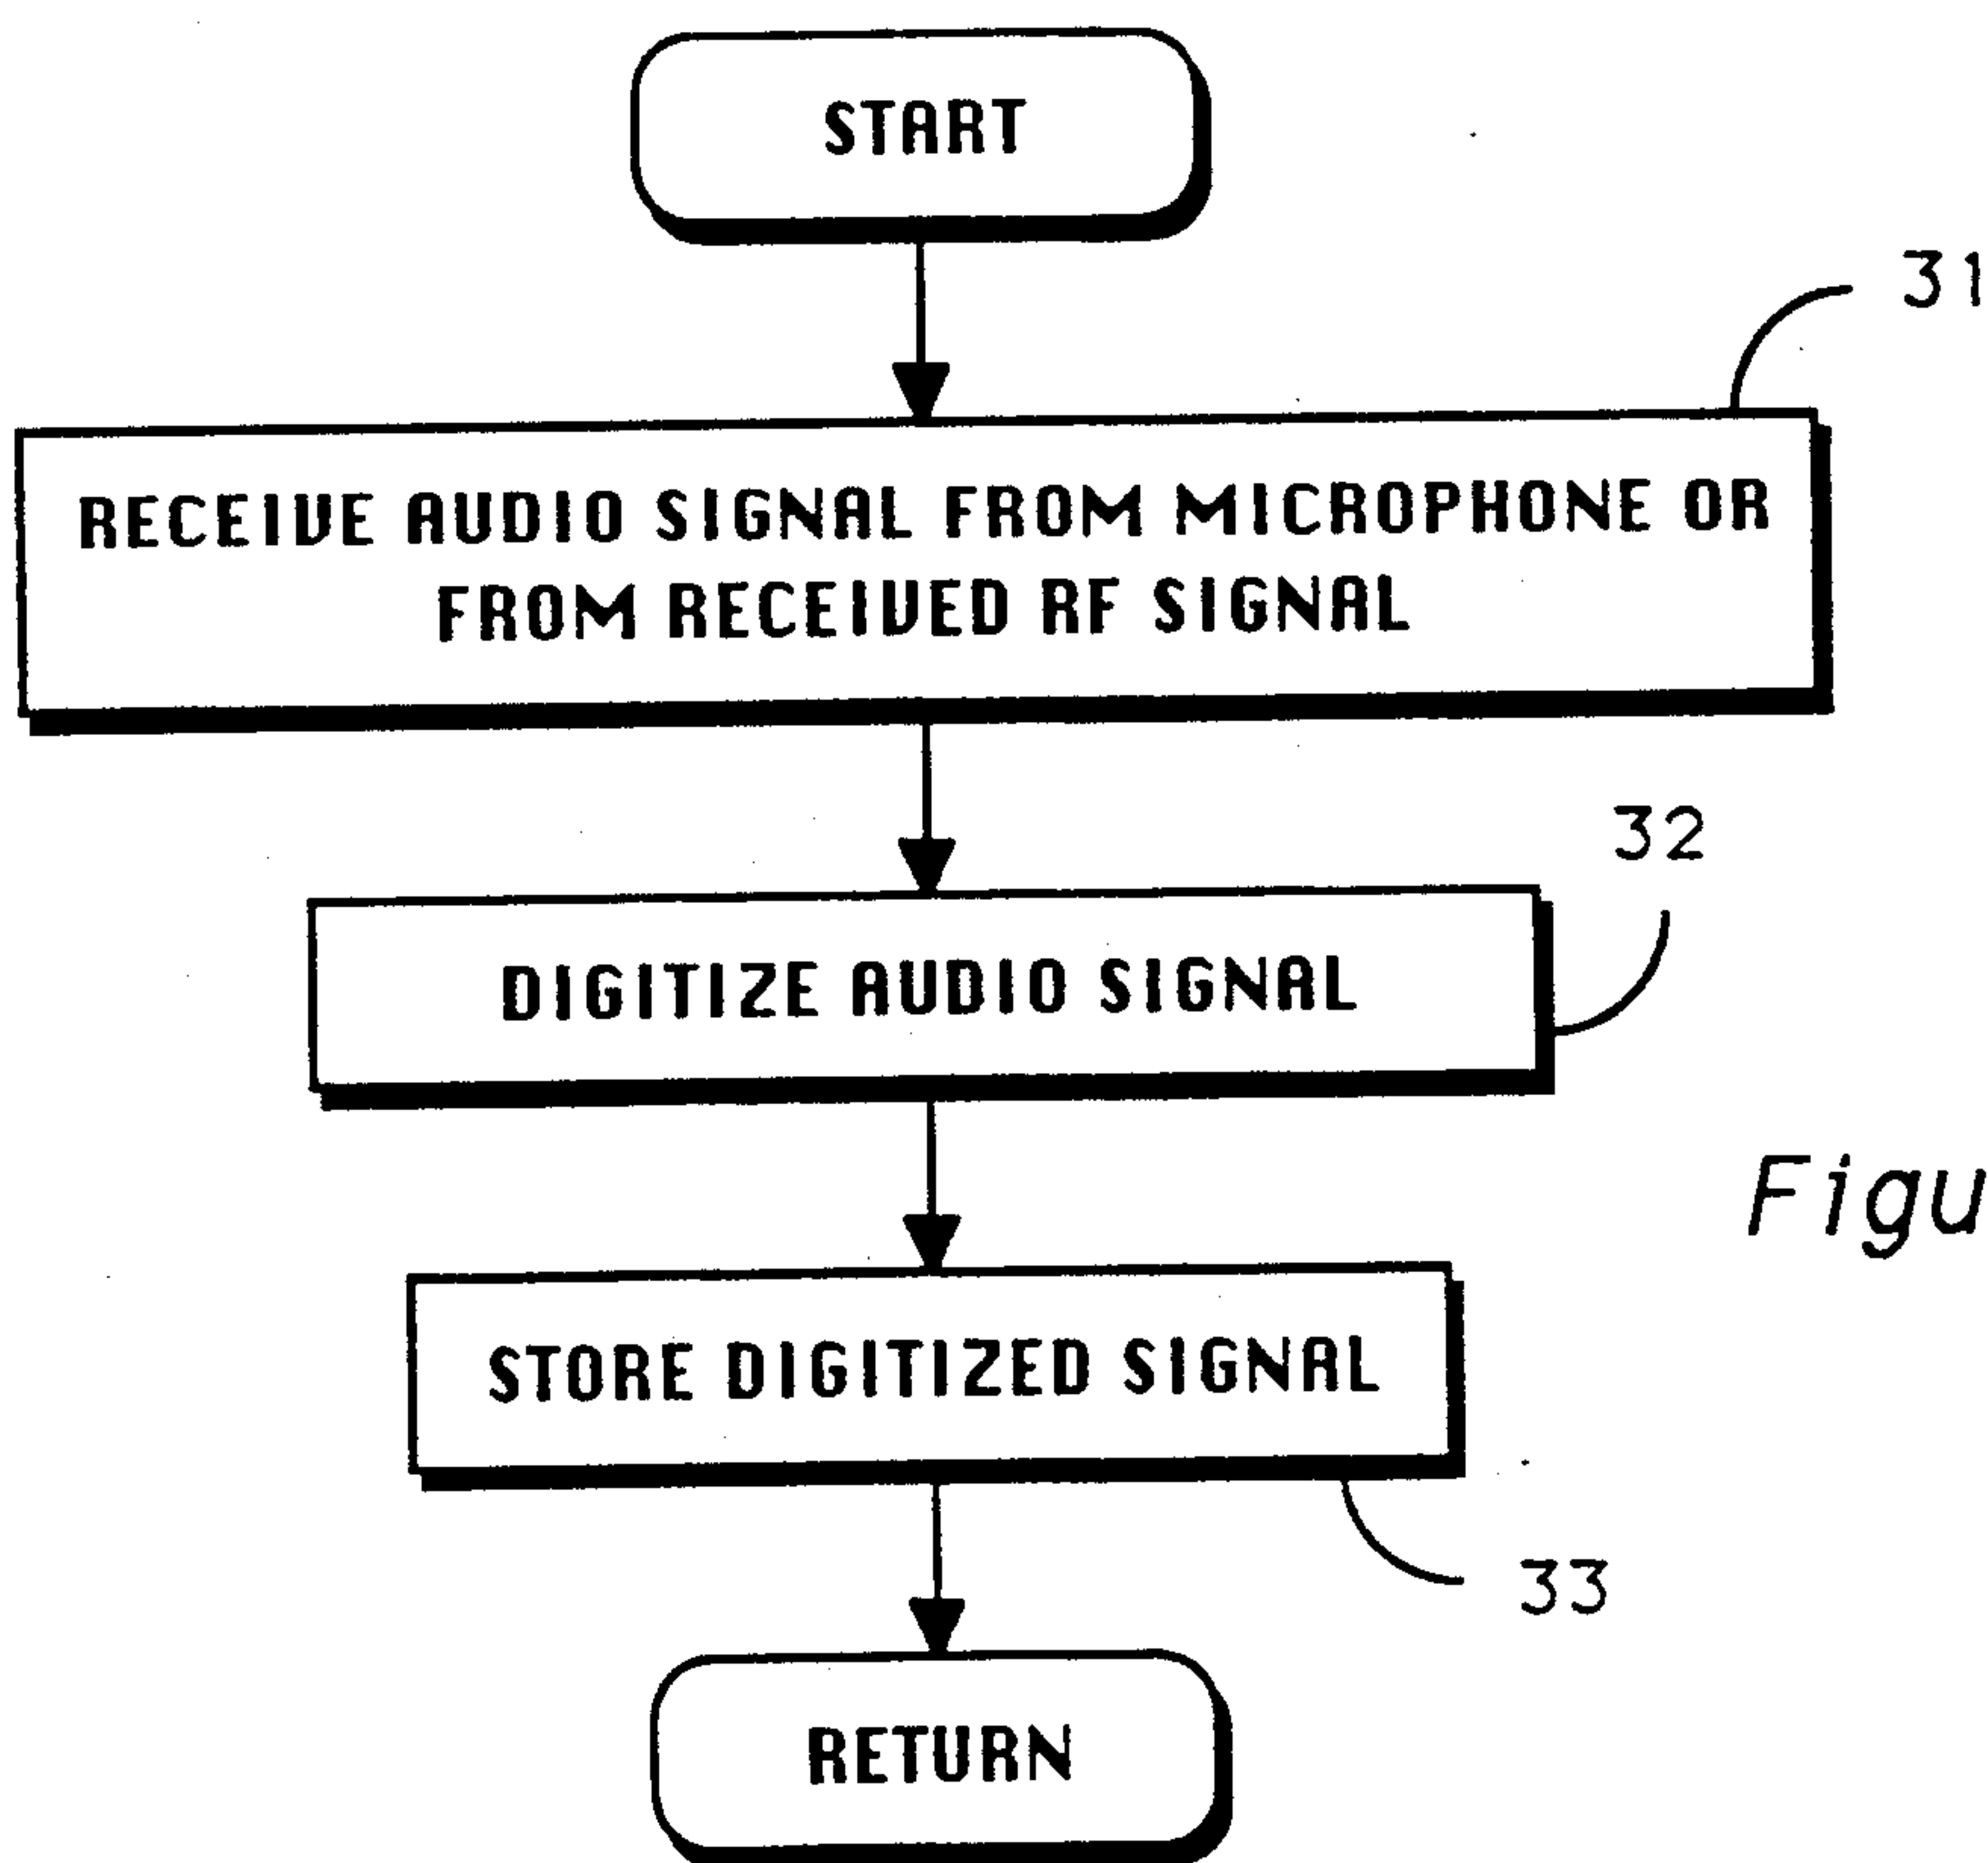 START
31
RECEIVE AUDIO SIGNAL FROM MICROPHONE OR
FROM RECEIVED RF SIGNAL
32
DIGITIZE AUDIO SIGNAL
Figu
STORE DIGITIZED SIGNAL
33
RETURN